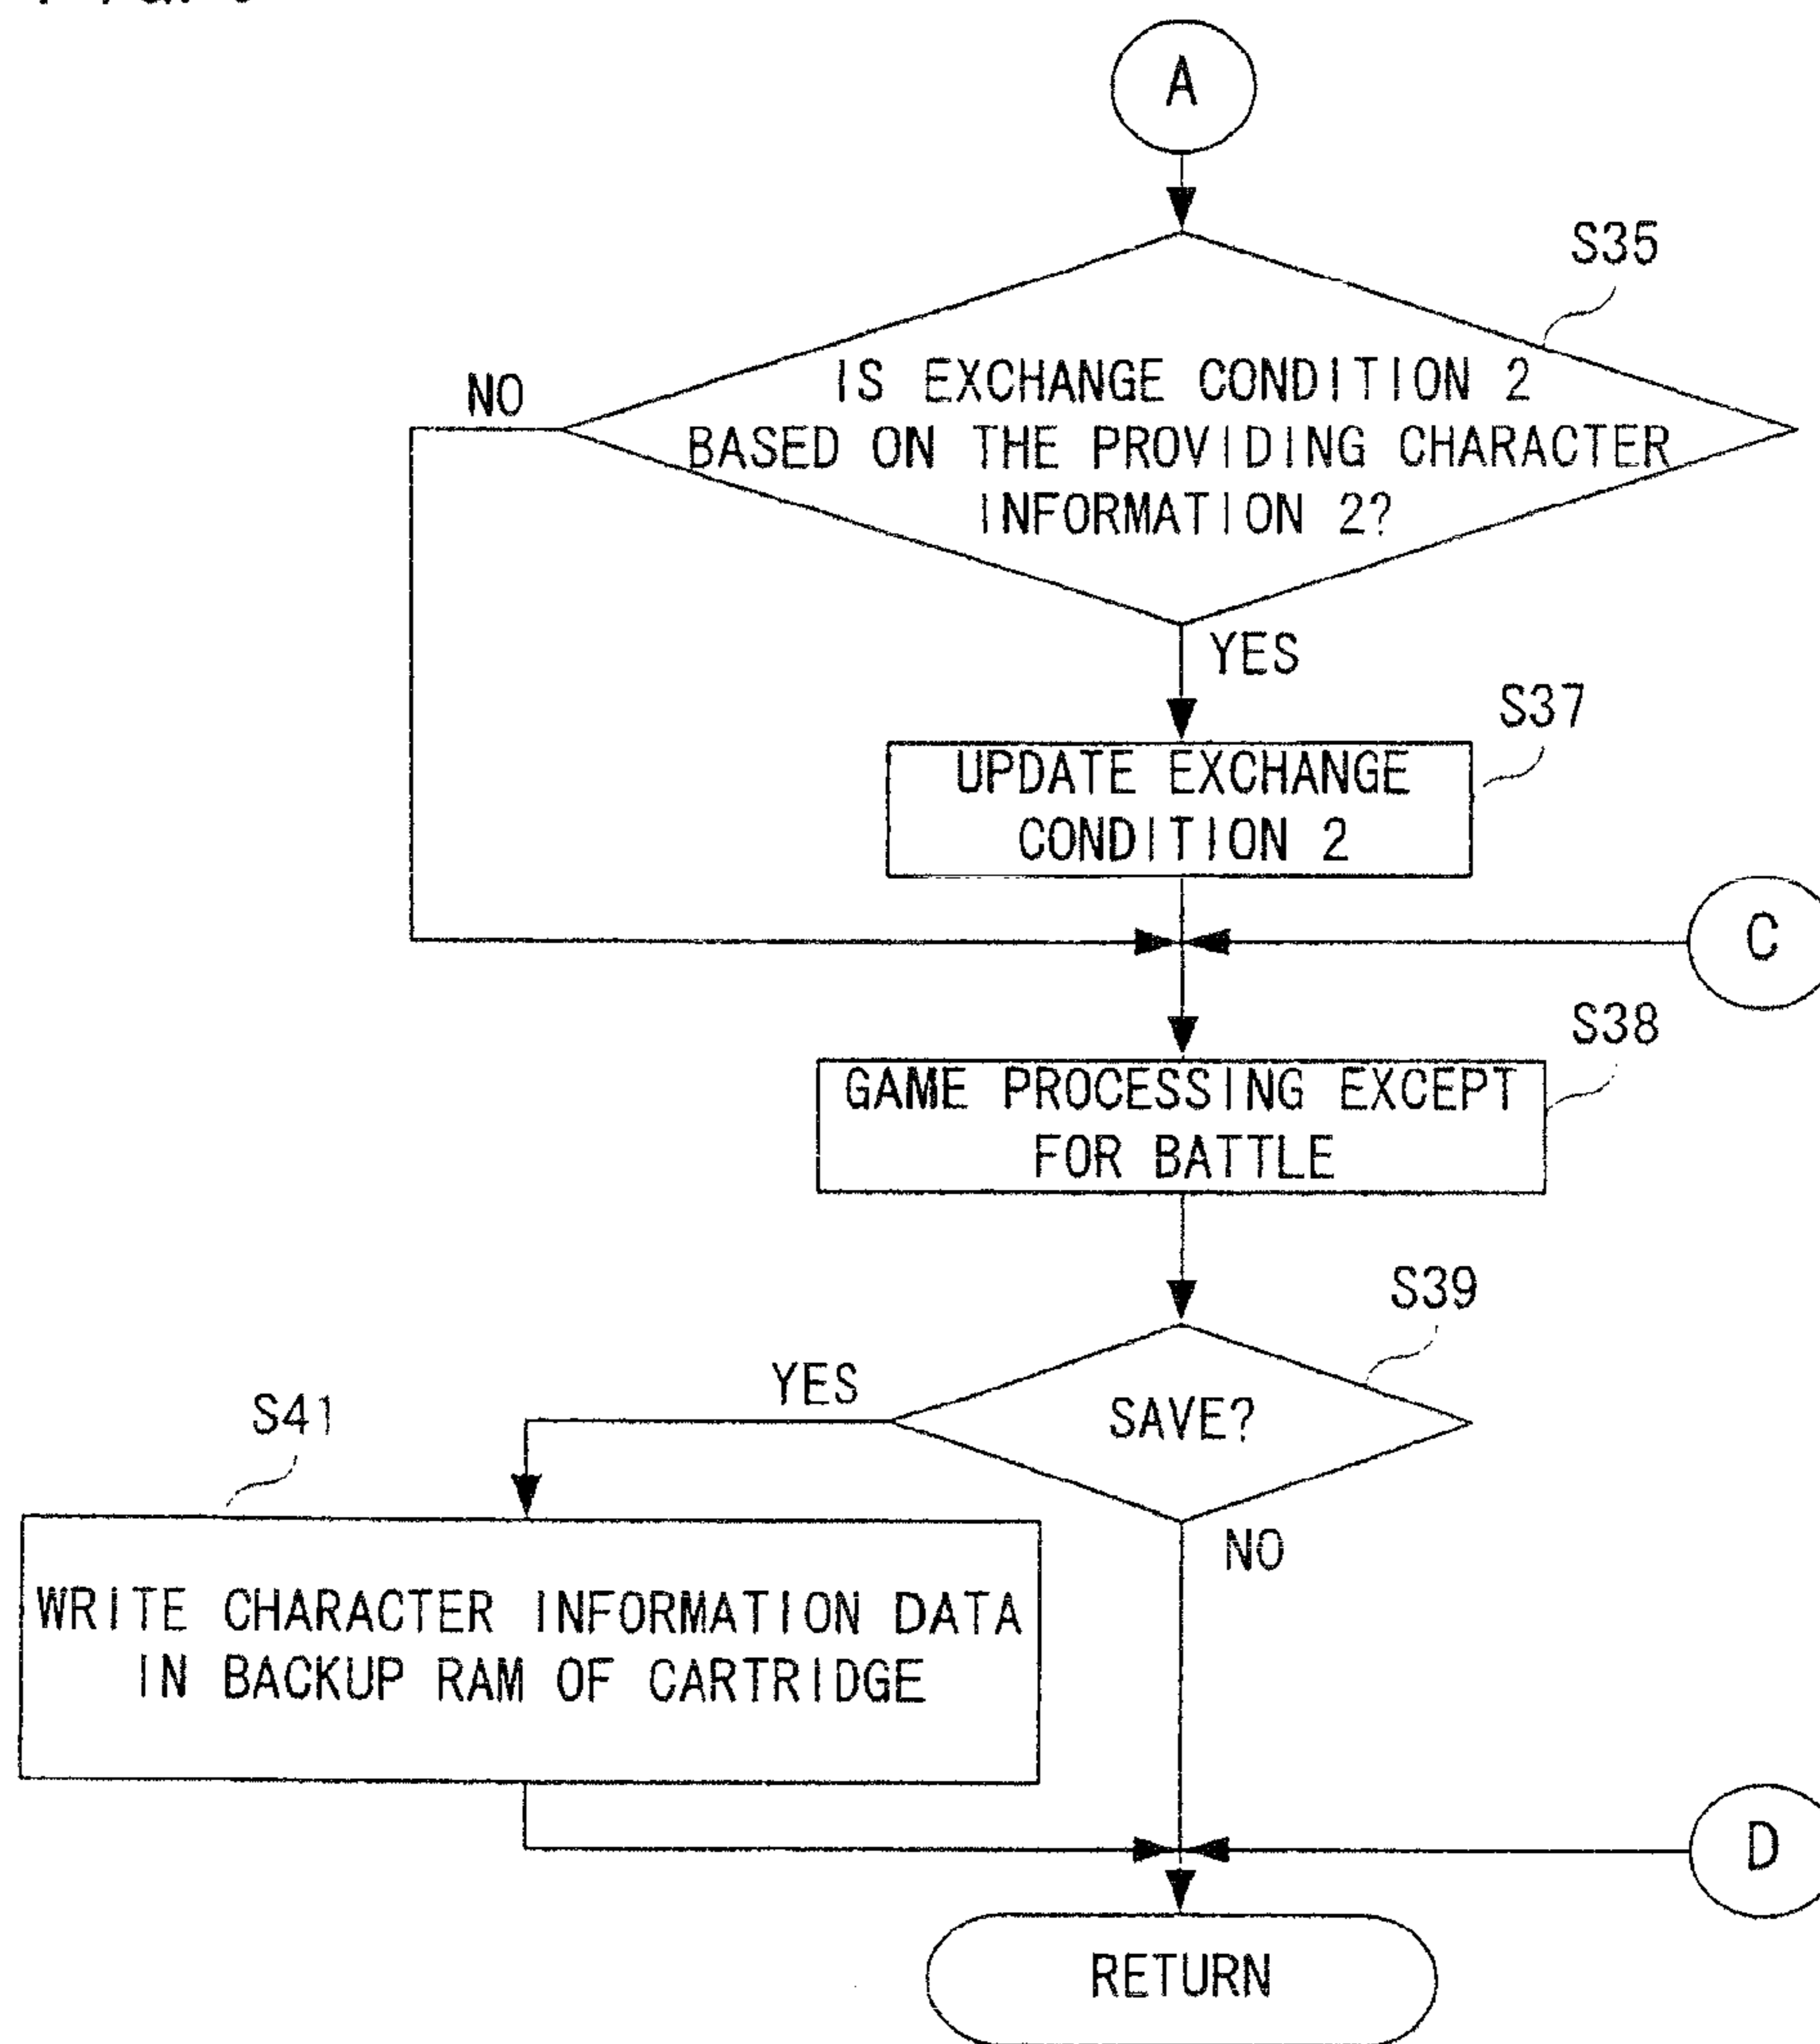 A
S35
NO
IS EXCHANGE CONDITION 2
BASED ON THE PROVIDING CHARACTER
INFORMATION 2?
YES
S37
UPDATE EXCHANGE
CONDITION 2
C
S38
GAME PROCESSING EXCEPT
FOR BATTLE
S39
YES
SAVE?
S41
NO
WRITE CHARACTER INFORMATION DATA
IN BACKUP RAM OF CARTRIDGE
D
RETURN